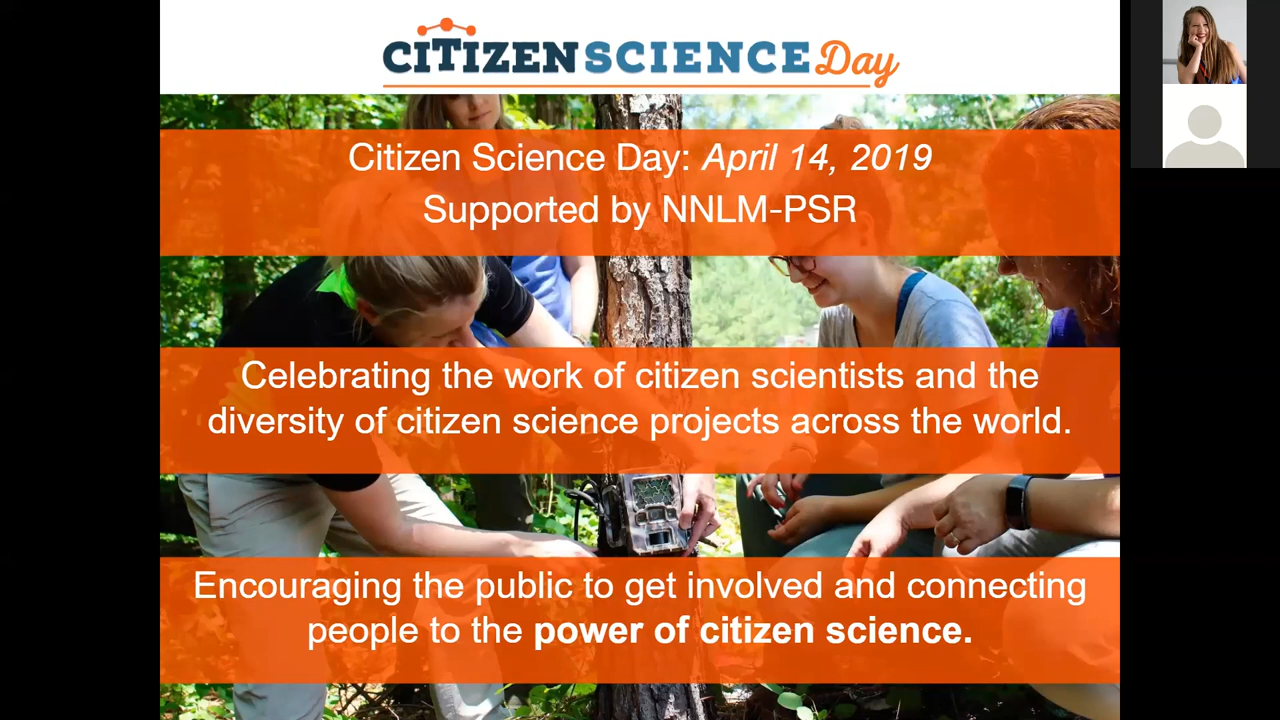 CITIZEN SCIENCE Day
Citizen Science Day: April 14, 2019
Supported by NNLM-PSR
Celebrating the work of citizen scientists and the
diversity of citizen science projects across the world.
Encouraging the public to get involved and connecting
people to the power of citizen science.